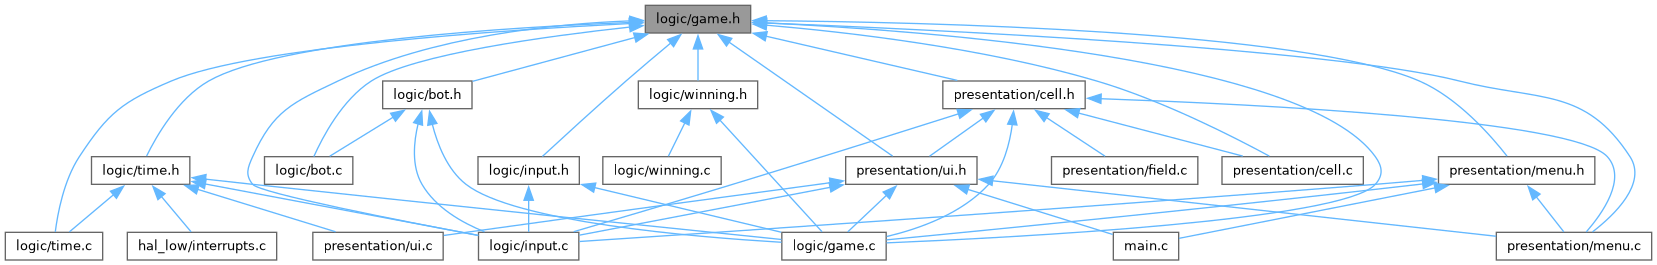 logic/game.h
logic/bot.h
logic/winning.h
presentation/cell.h
logic/time.h
logic/bot.c
logic/input.h
logic/winning.c
presentation/ui.h
presentation/field.c
presentation/cell.c
presentation/menu.h
logic/time.c
hal_low/interrupts.c
presentation/ui.c
logic/input.c
logic/game.c
main.c
presentation/menu.c